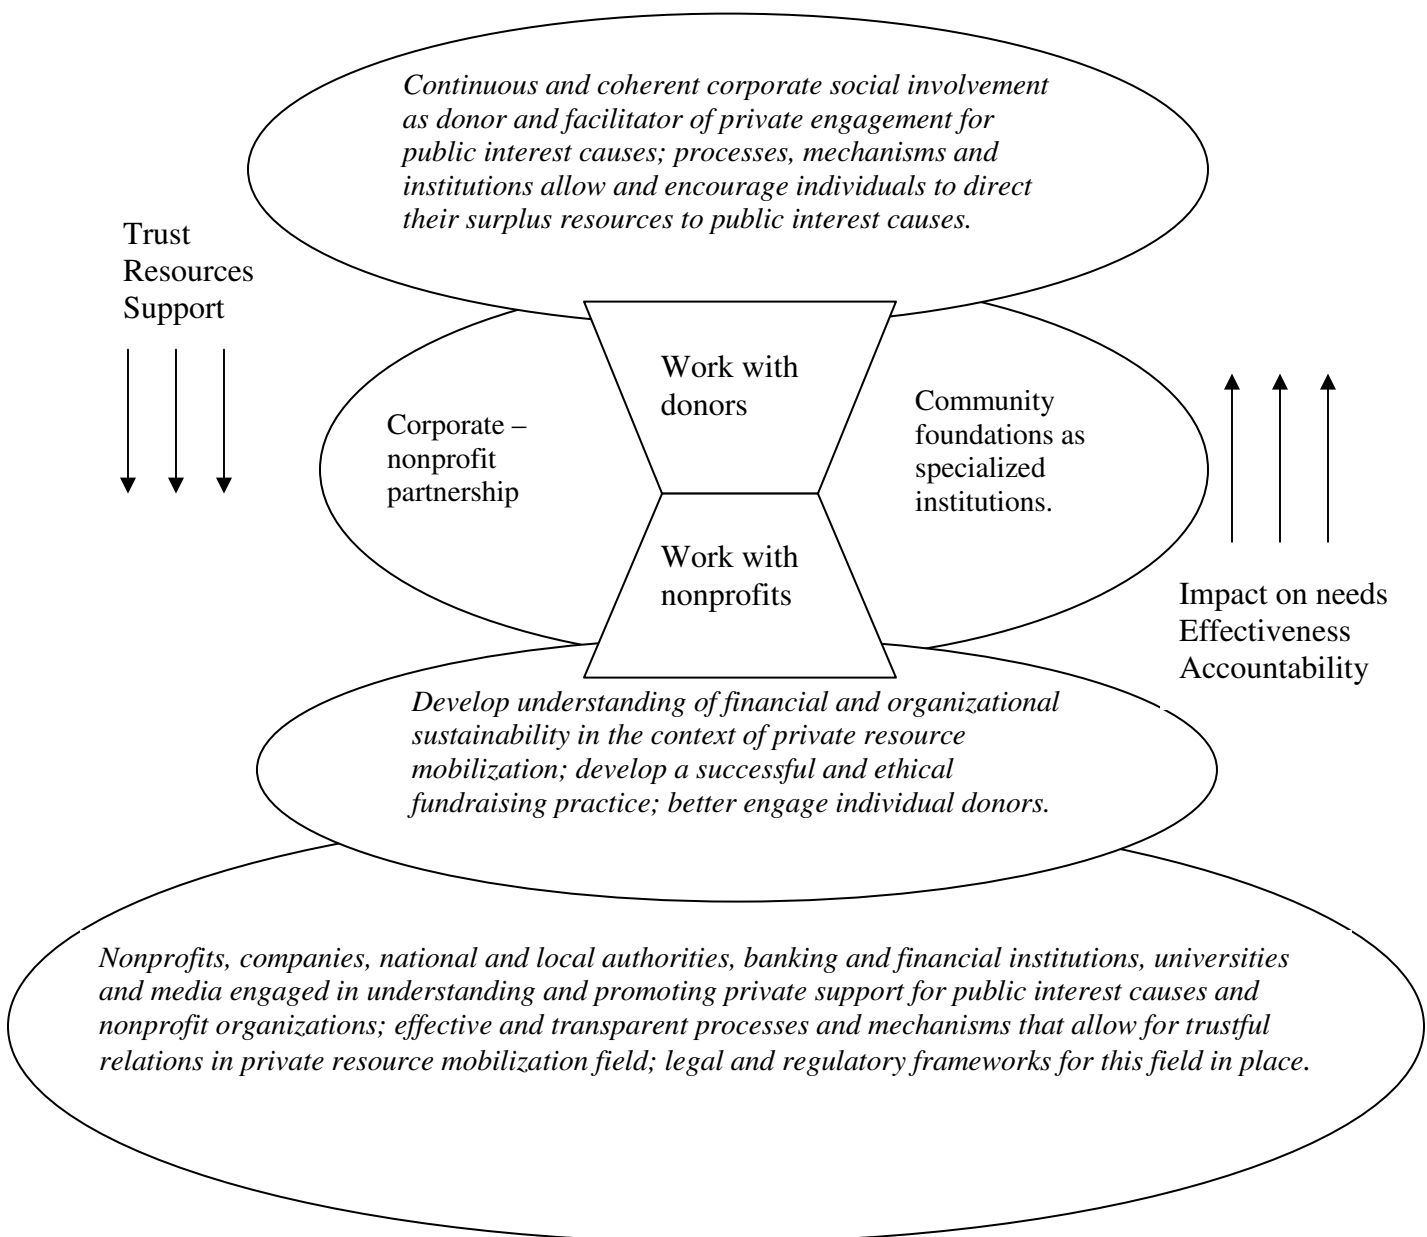 Continuous and coherent corporate social involvement
as donor and facilitator of private engagement for
public interest causes; processes, mechanisms and
institutions allow and encourage individuals to direct
their surplus resources to public interest causes.
Trust
Resources
Support
Work with
donors
Corporate –
nonprofit
partnership
Community
foundations as
specialized
institutions.
Work with
nonprofits
Impact on needs
Effectiveness
Accountability
Develop understanding of financial and organizational
sustainability in the context of private resource
mobilization; develop a successful and ethical
fundraising practice; better engage individual donors.
Nonprofits, companies, national and local authorities, banking and financial institutions, universities
and media engaged in understanding and promoting private support for public interest causes and
nonprofit organizations; effective and transparent processes and mechanisms that allow for trustful
relations in private resource mobilization field; legal and regulatory frameworks for this field in place.